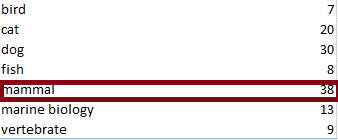 bird 7
cat 20
dog 30
fish 8
mammal 38
marine biology 13
vertebrate 9